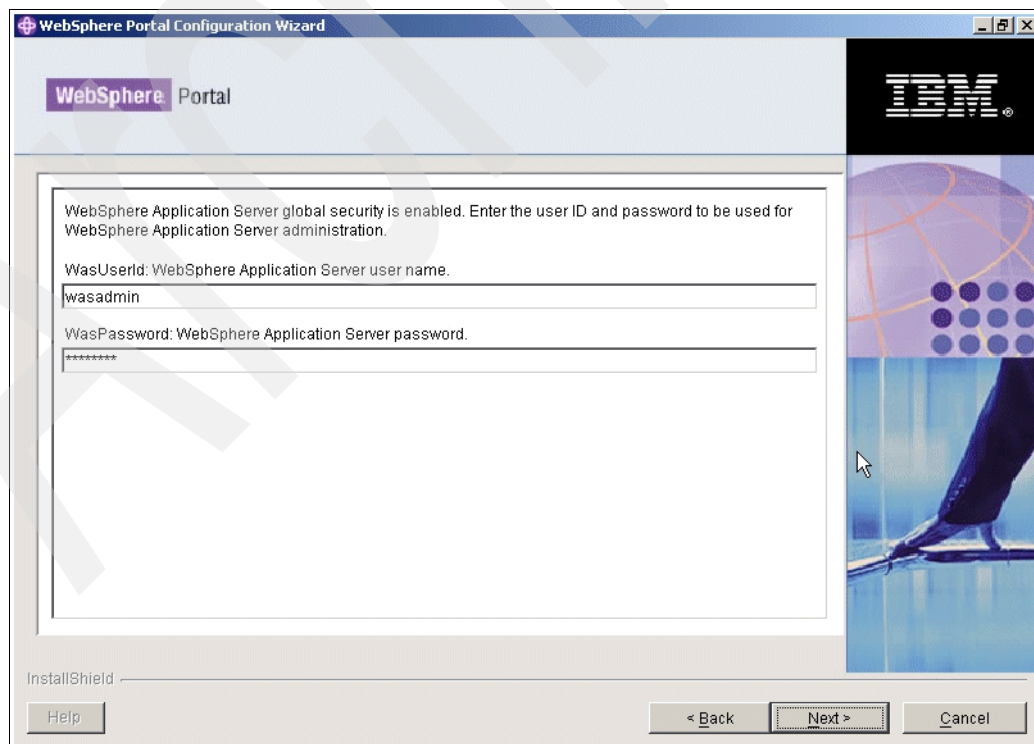 WebSphere Portal Configuration Wizard
WebSphere Portal
IBM®
WebSphere Application Server global security is enabled. Enter the user ID and password to be used for
WebSphere Application Server administration.
WasUserId: WebSphere Application Server user name.
wasadmin
WasPassword: WebSphere Application Server password.
********
InstallShield
Help
< Back
Next >
Cancel